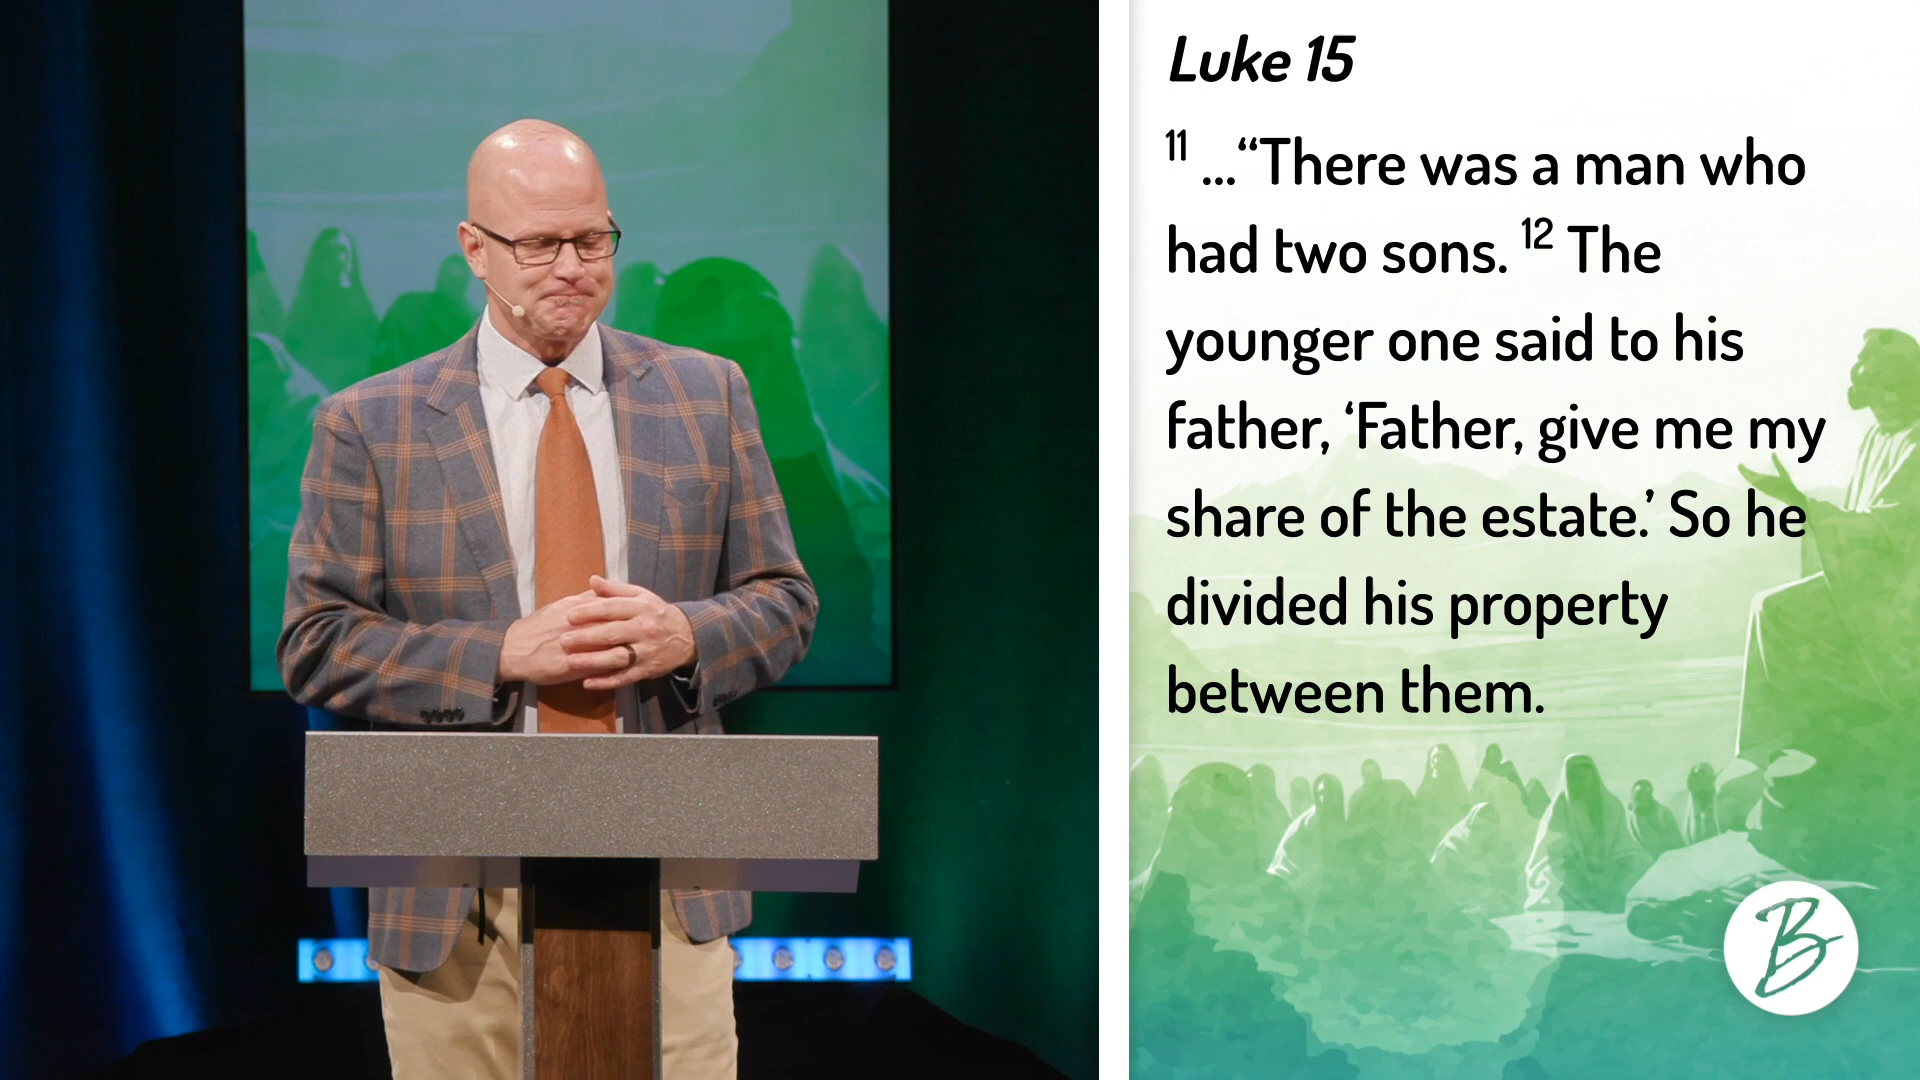 Luke 15
11 ...“There was a man who
had two sons. 12 The
younger one said to his
father, ‘Father, give me my
share of the estate.’ So he
divided his property
between them.
B